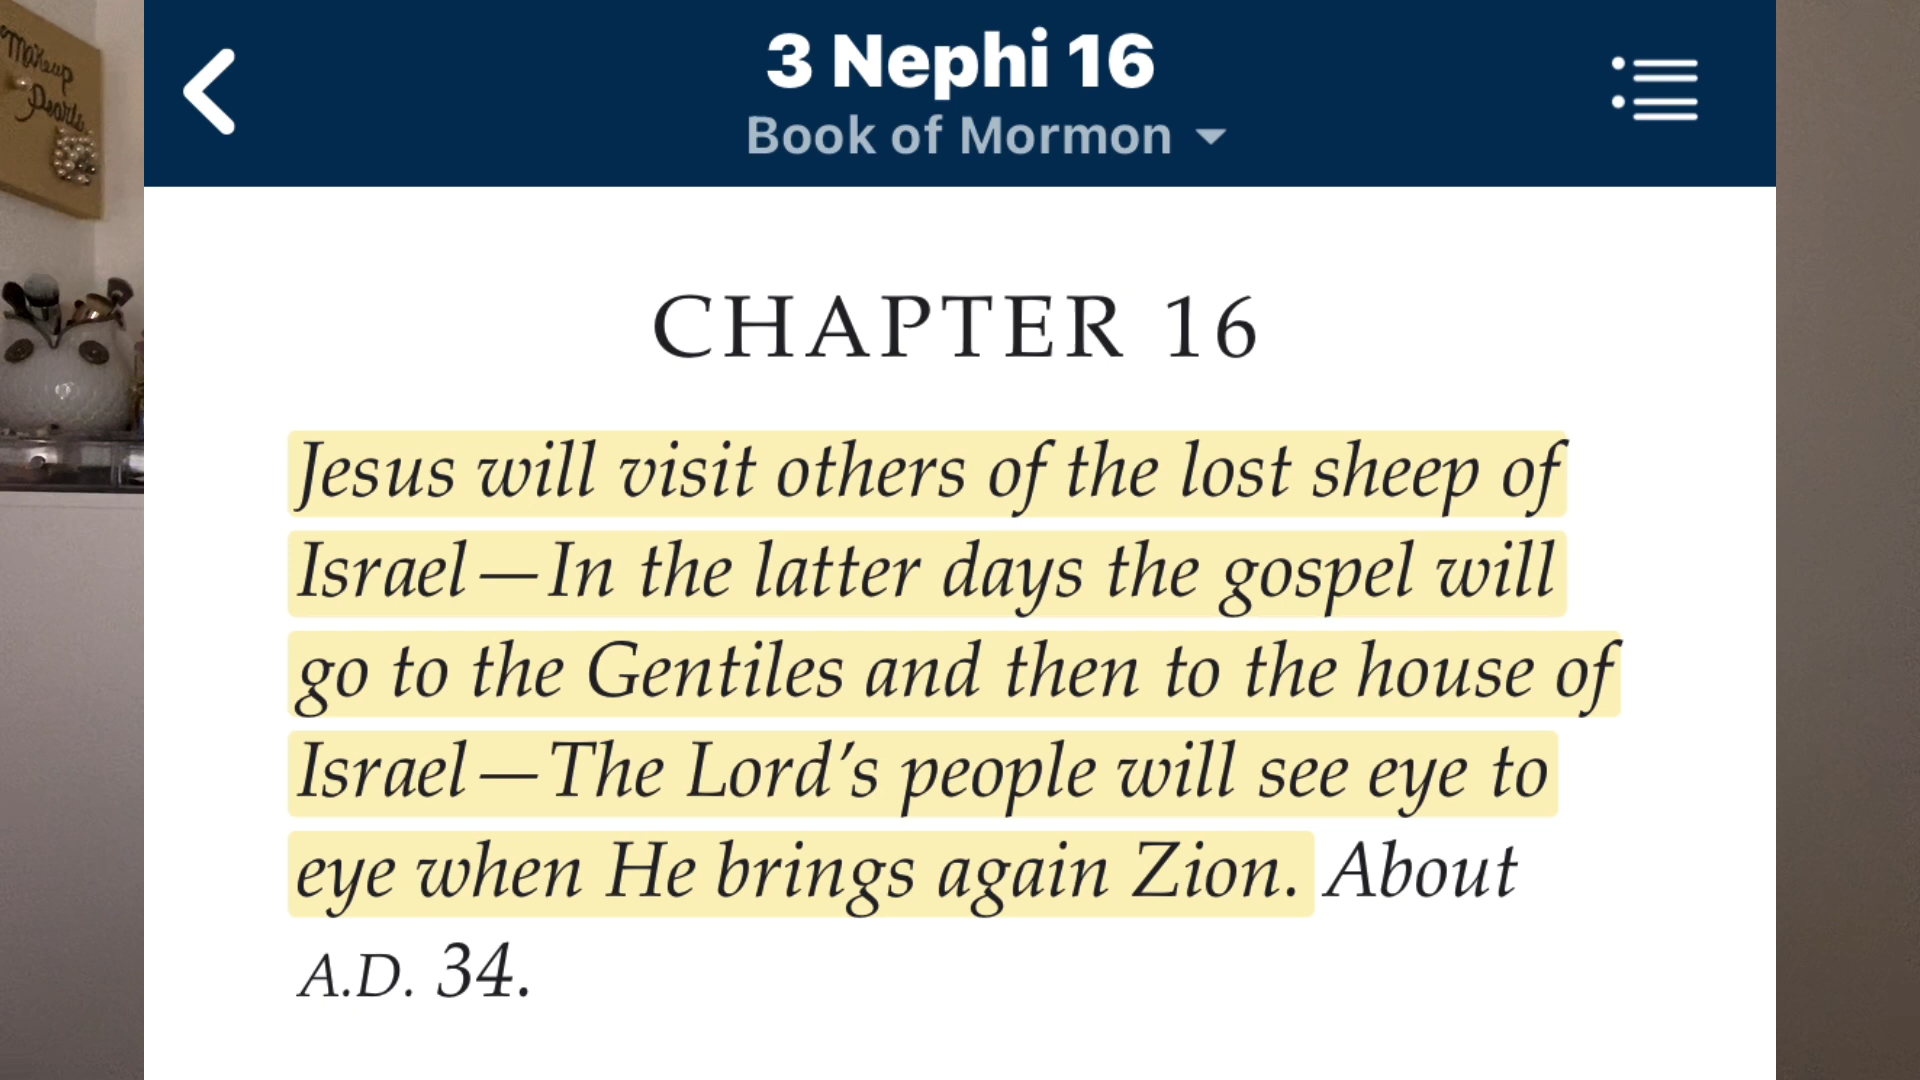 Makeup
Pearls
3 Nephi 16
Book of Mormon
CHAPTER 16
Jesus will visit others of the lost sheep of
Israel—In the latter days the gospel will
go to the Gentiles and then to the house of
Israel—The Lord’s people will see eye to
eye when He brings again Zion. About
A.D. 34.